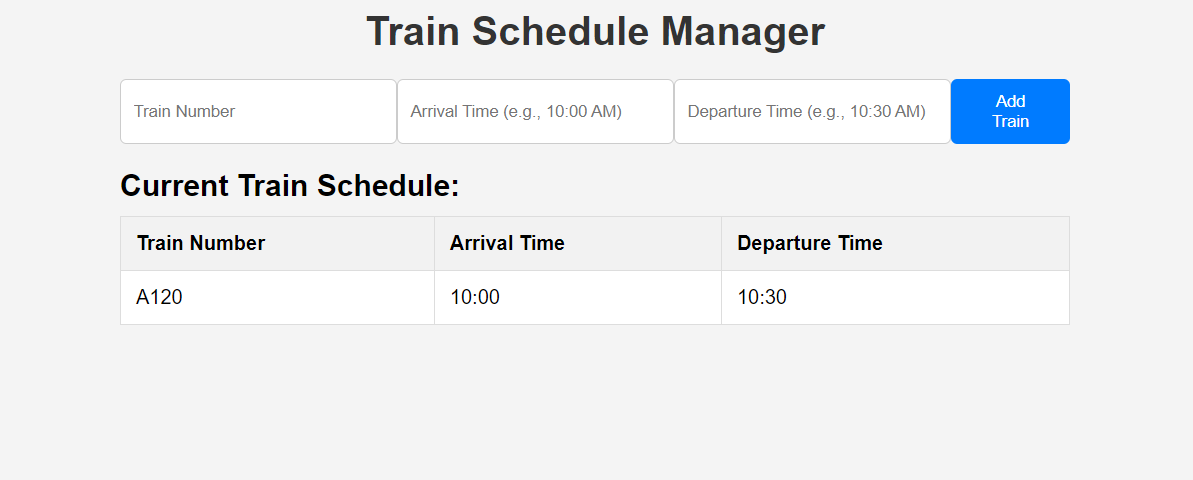 Train Schedule Manager
Train Number
Arrival Time (e.g., 10:00 AM)
Departure Time (e.g., 10:30 AM)
Add
Train
Current Train Schedule:
Train Number Arrival Time Departure Time
A120 10:00 10:30